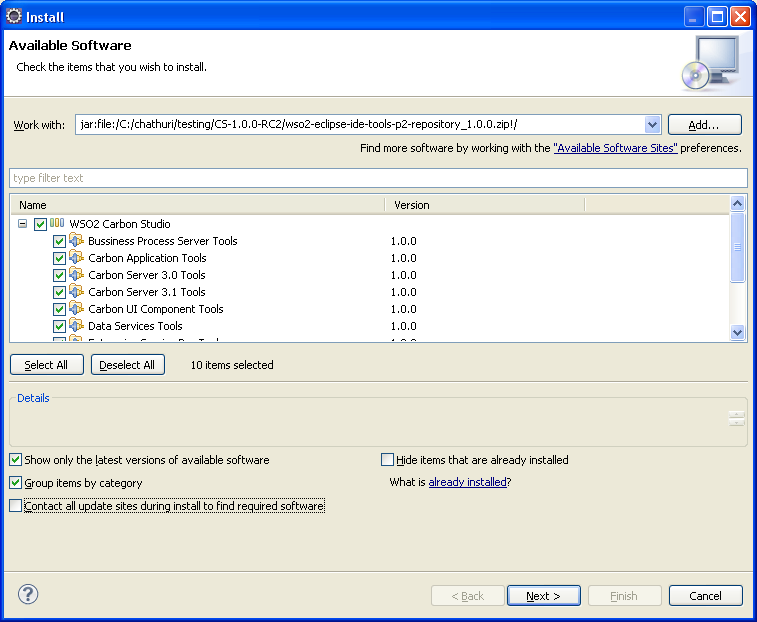 Install
Available Software
Check the items that you wish to install.
Work with: jar:file:/C:/chathuri/testing/CS-1.0.0-RC2/wso2-eclipse-ide-tools-p2-repository_1.0.0.zip!/ Add...
Find more software by working with the "Available Software Sites" preferences.
type filter text
Name Version
WSO2 Carbon Studio
Bussiness Process Server Tools 1.0.0
Carbon Application Tools 1.0.0
Carbon Server 3.0 Tools 1.0.0
Carbon Server 3.1 Tools 1.0.0
Carbon UI Component Tools 1.0.0
Data Services Tools 1.0.0
Select All Deselect All 10 items selected
Details
Show only the latest versions of available software Hide items that are already installed
Group items by category What is already installed?
Contact all update sites during install to find required software
? < Back Next > Finish Cancel